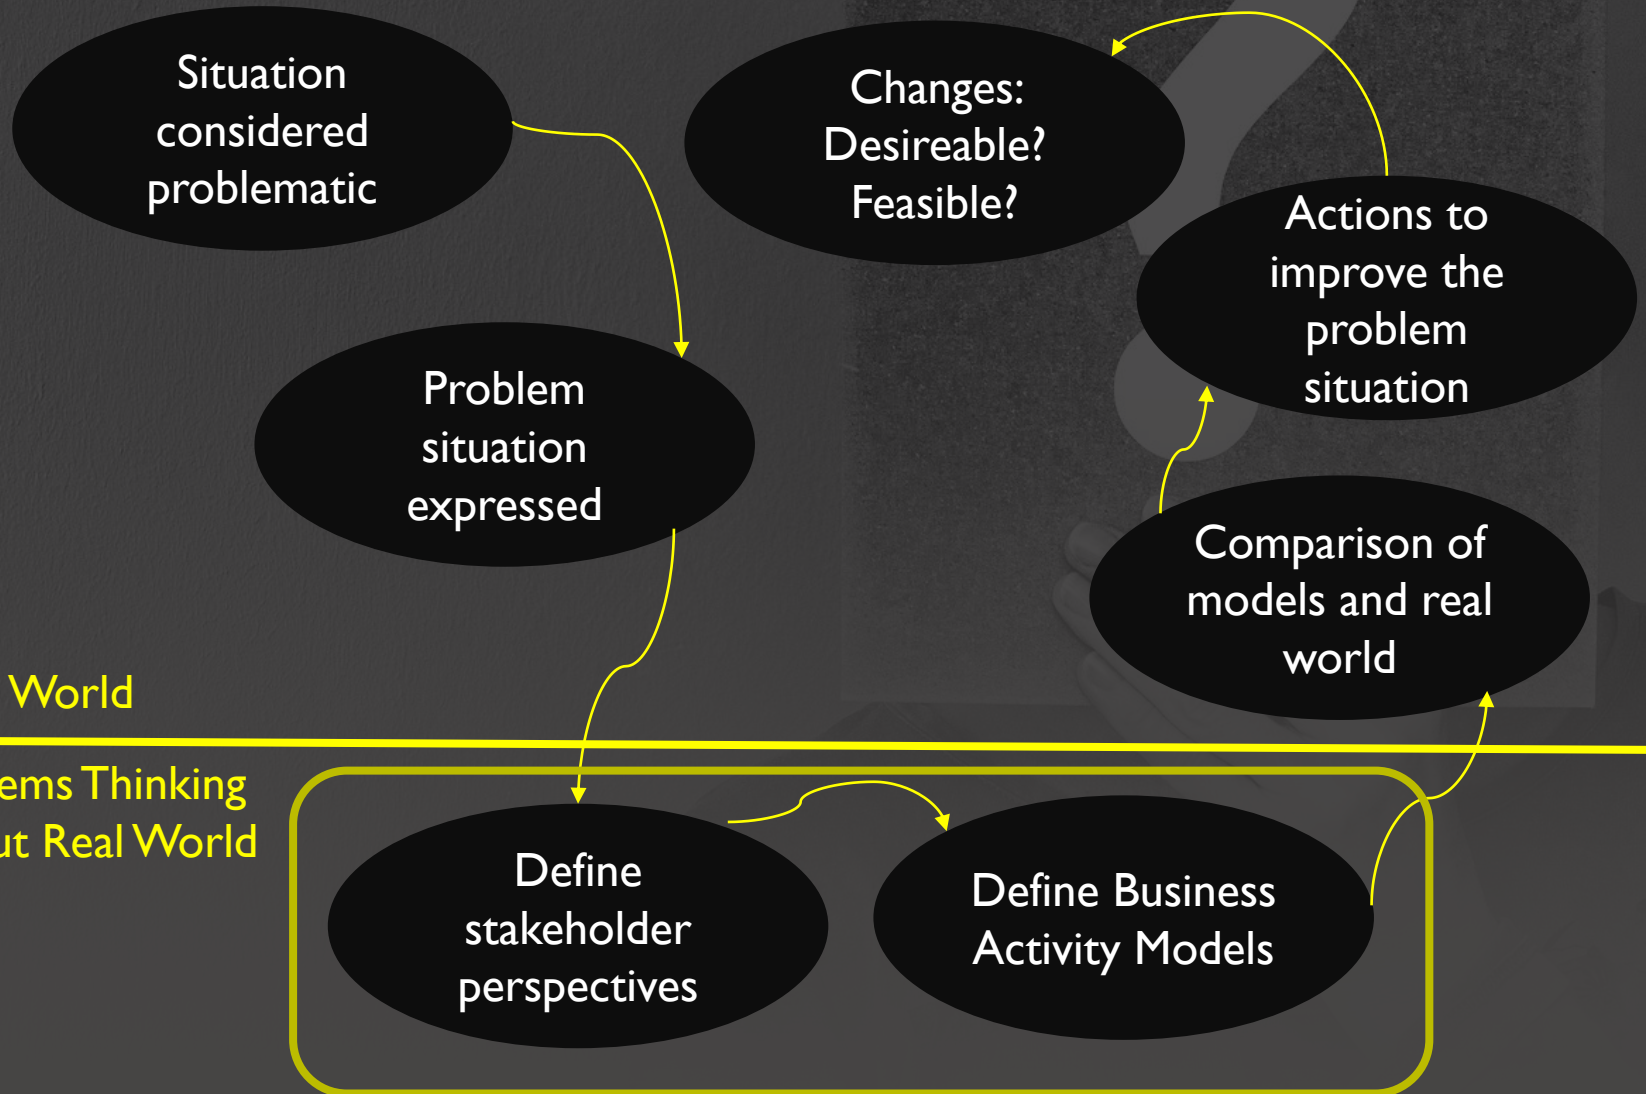 Situation
considered
problematic
Changes:
Desireable?
Feasible?
Actions to
improve the
problem
situation
Problem
situation
expressed
Comparison of
models and real
world
World
ems Thinking
ut Real World
Define
stakeholder
perspectives
Define Business
Activity Models